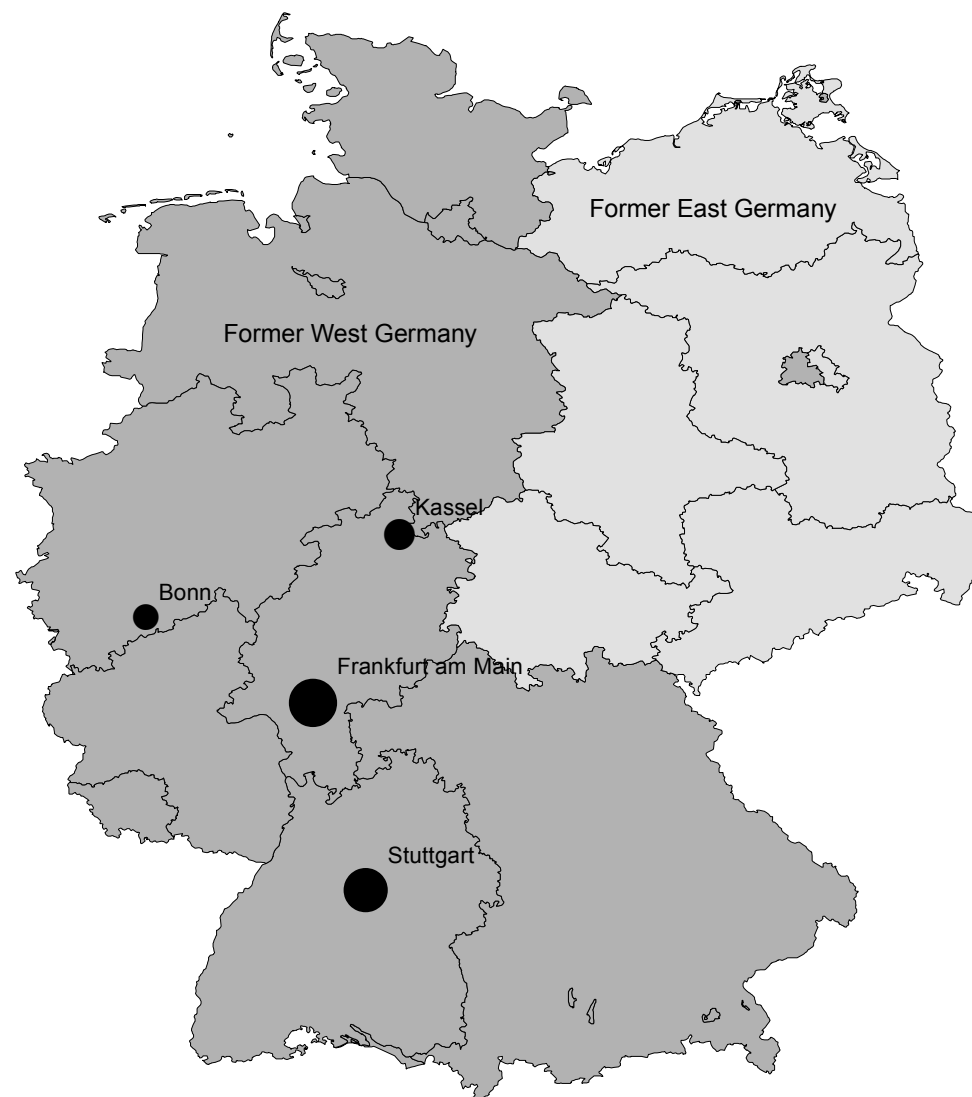 Former East Germany
Former West Germany
Kassel
Bonn
Frankfurt am Main
Stuttgart